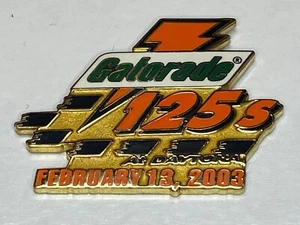 Gatorade®
125s
AT DAYTONA
FEBRUARY 13, 2003